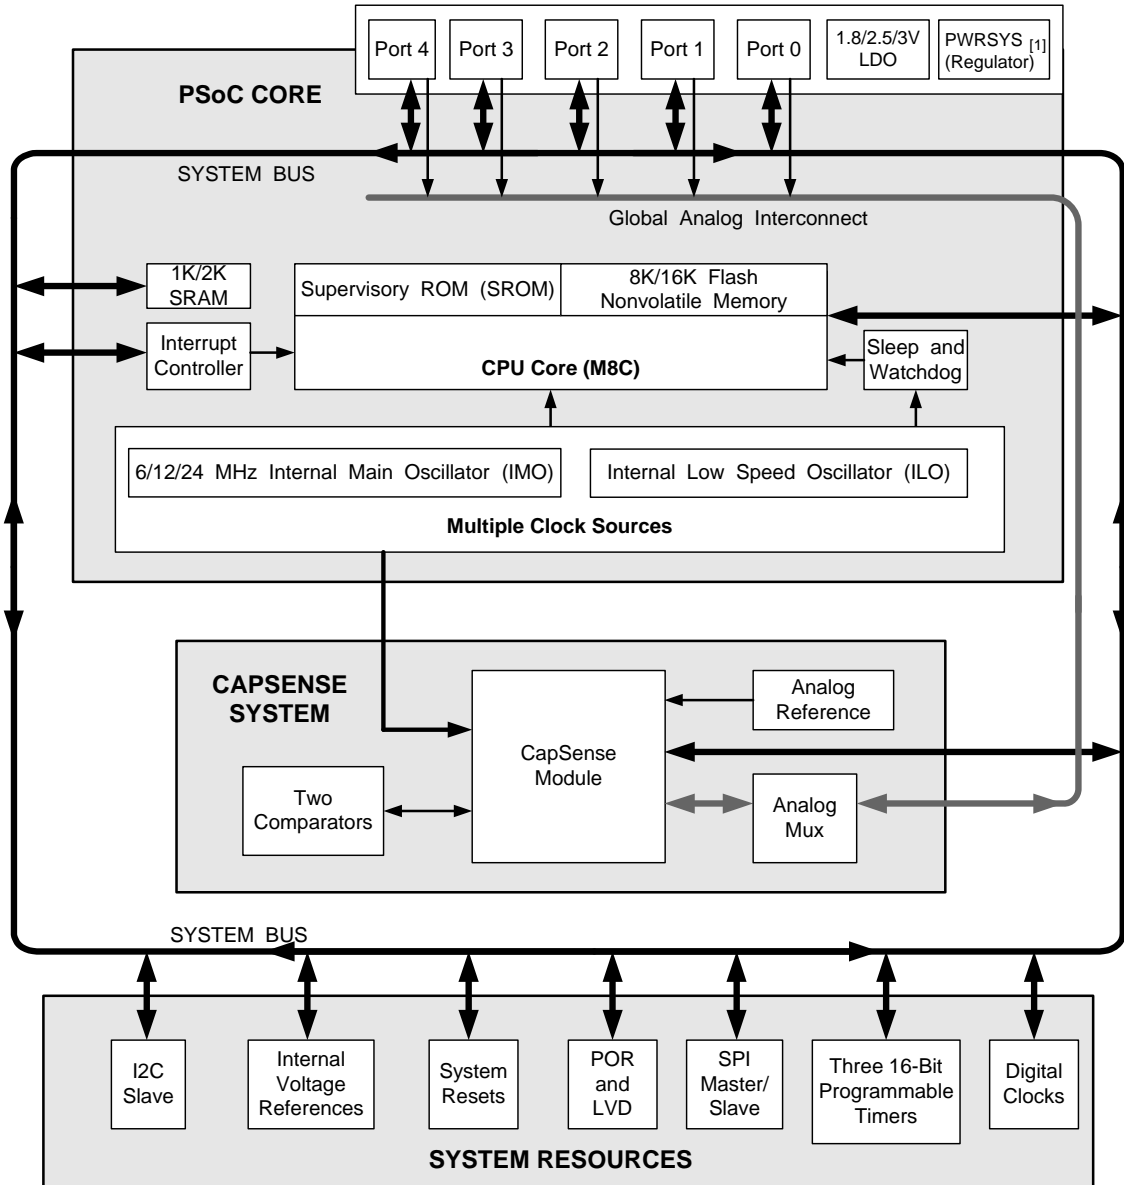 Port 4
Port 3
Port 2
Port 1
Port 0
1.8/2.5/3V
LDO
PWRSYS [1]
(Regulator)
PSoC CORE
SYSTEM BUS
Global Analog Interconnect
1K/2K
SRAM
Supervisory ROM (SROM)
8K/16K Flash
Nonvolatile Memory
Interrupt
Controller
CPU Core (M8C)
Sleep and
Watchdog
6/12/24 MHz Internal Main Oscillator (IMO)
Internal Low Speed Oscillator (ILO)
Multiple Clock Sources
CAPSENSE
SYSTEM
Analog
Reference
CapSense
Module
Two
Comparators
Analog
Mux
SYSTEM BUS
I2C
Slave
Internal
Voltage
References
System
Resets
POR
and
LVD
SPI
Master/
Slave
Three 16-Bit
Programmable
Timers
Digital
Clocks
SYSTEM RESOURCES